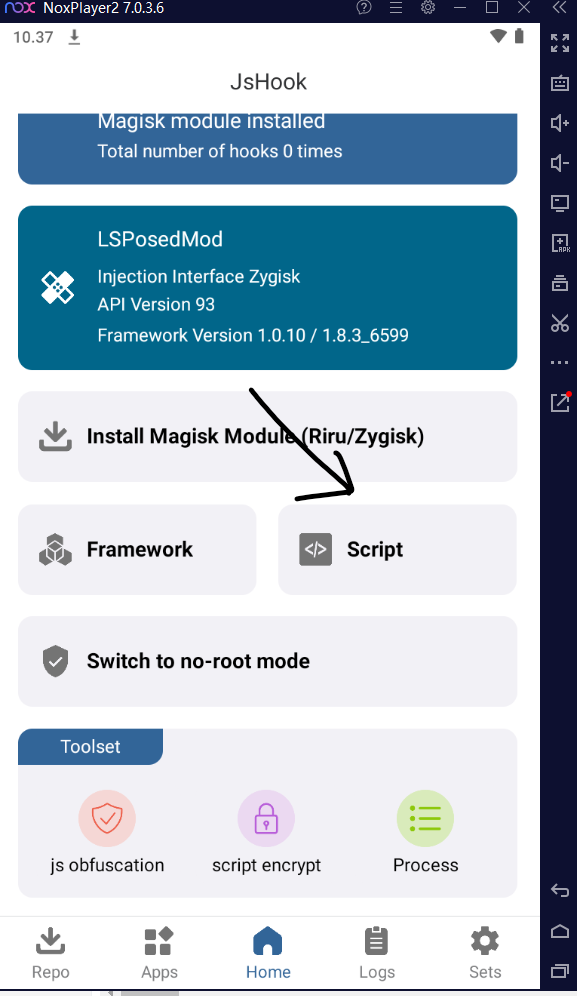 nox NoxPlayer2 7.0.3.6
10.37
JsHook
Magisk module installed
Total number of hooks 0 times
LSPosedMod
Injection Interface Zygisk
API Version 93
Framework Version 1.0.10 / 1.8.3_6599
Install Magisk Module (Riru/Zygisk)
Framework
Script
Switch to no-root mode
Toolset
js obfuscation
script encrypt
Process
Repo
Apps
Home
Logs
Sets
APK